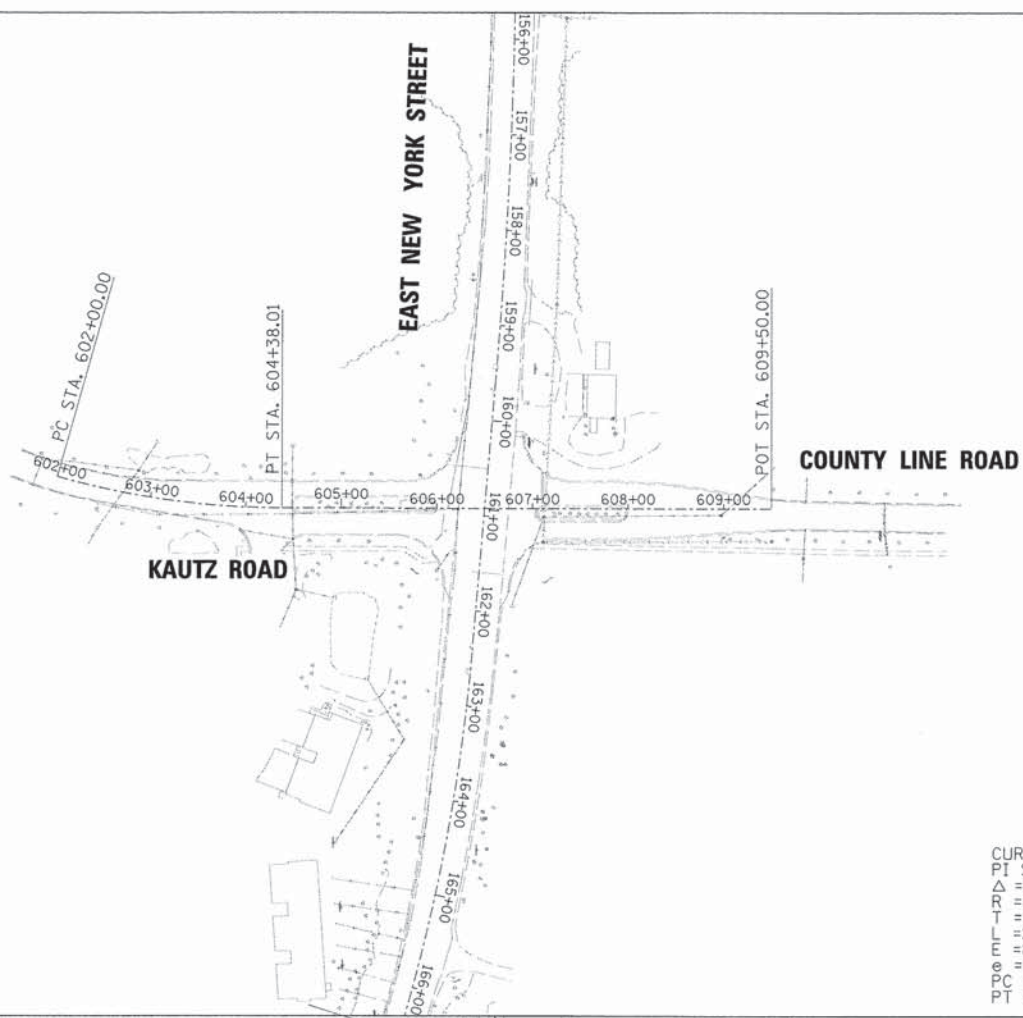 EAST NEW YORK STREET
156+00
157+00
158+00
159+00
160+00
161+00
162+00
163+00
164+00
165+00
166+00
PC STA. 602+00.00
PT STA. 604+38.01
POT STA. 609+50.00
COUNTY LINE ROAD
602+00
603+00
604+00
605+00
606+00
607+00
608+00
609+00
KAUTZ ROAD
CUR
PI
Δ =
R =
T =
L =
E =
e =
PC
PT